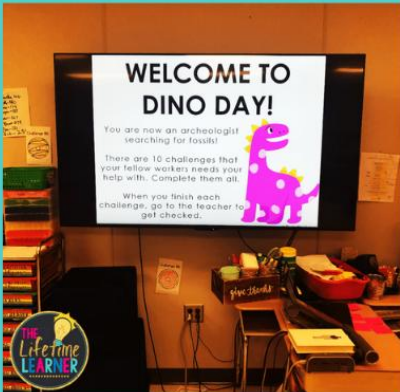 WELCOME TO
DINO DAY!
You are now an archeologist
searching for fossils!
There are 10 challenges that
your fellow workers needs your
help with. Complete them all.
When you finish each
challenge, go to the teacher to
get checked.
give thanks
THE
Lifetime
LEARNER